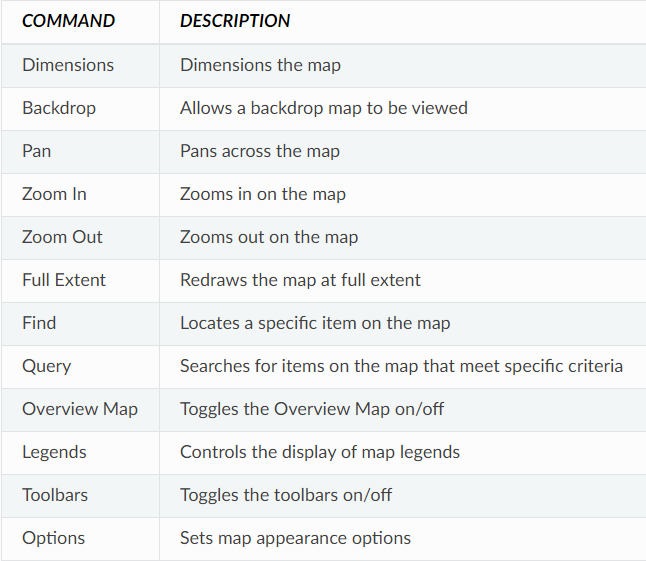 COMMAND DESCRIPTION
Dimensions Dimensions the map
Backdrop Allows a backdrop map to be viewed
Pan Pans across the map
Zoom In Zooms in on the map
Zoom Out Zooms out on the map
Full Extent Redraws the map at full extent
Find Locates a specific item on the map
Query Searches for items on the map that meet specific criteria
Overview Map Toggles the Overview Map on/off
Legends Controls the display of map legends
Toolbars Toggles the toolbars on/off
Options Sets map appearance options